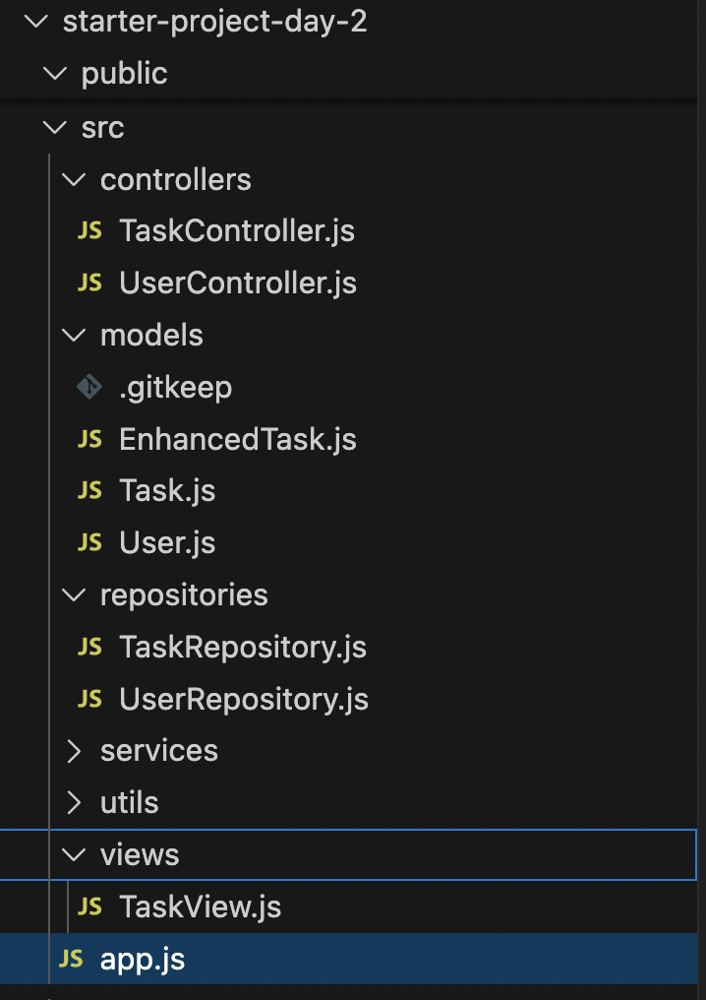 starter-project-day-2
public
src
controllers
JS TaskController.js
JS UserController.js
models
.gitkeep
JS EnhancedTask.js
JS Task.js
JS User.js
repositories
JS TaskRepository.js
JS UserRepository.js
services
utils
views
JS TaskView.js
JS app.js